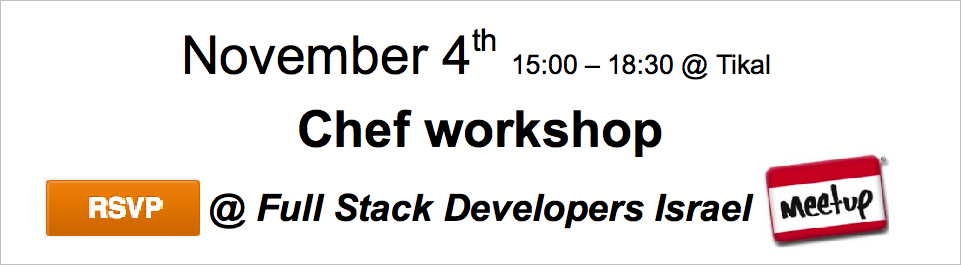 November 4th 15:00 – 18:30 @ Tikal
Chef workshop
RSVP @ Full Stack Developers Israel Meetup